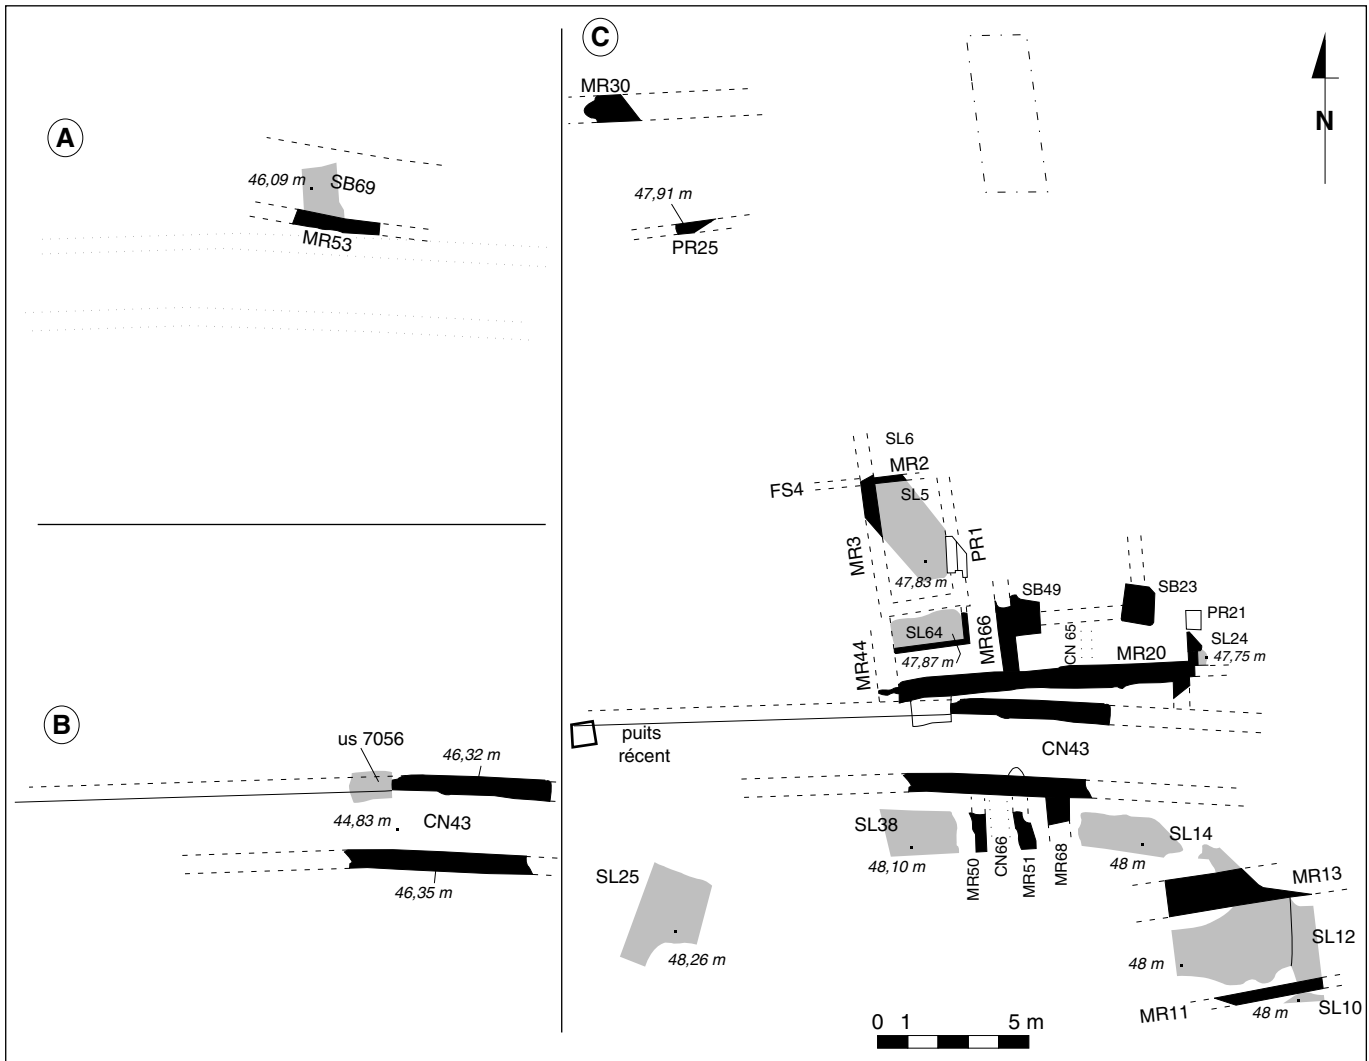 A
46,09 m
SB69
MR53
B
us 7056
46,32 m
44,83 m
CN43
46,35 m
C
N
MR30
47,91 m
PR25
SL6
MR2
FS4
SL5
MR3
PR1
47,83 m
SB49
SB23
PR21
SL64
MR66
CN 65
MR20
SL24
47,75 m
MR44
47,87 m
puits
récent
CN43
SL38
SL14
48,10 m
MR50
CN66
MR51
MR68
48 m
SL25
MR13
48,26 m
SL12
48 m
MR11
48 m
SL10
0 1 5 m